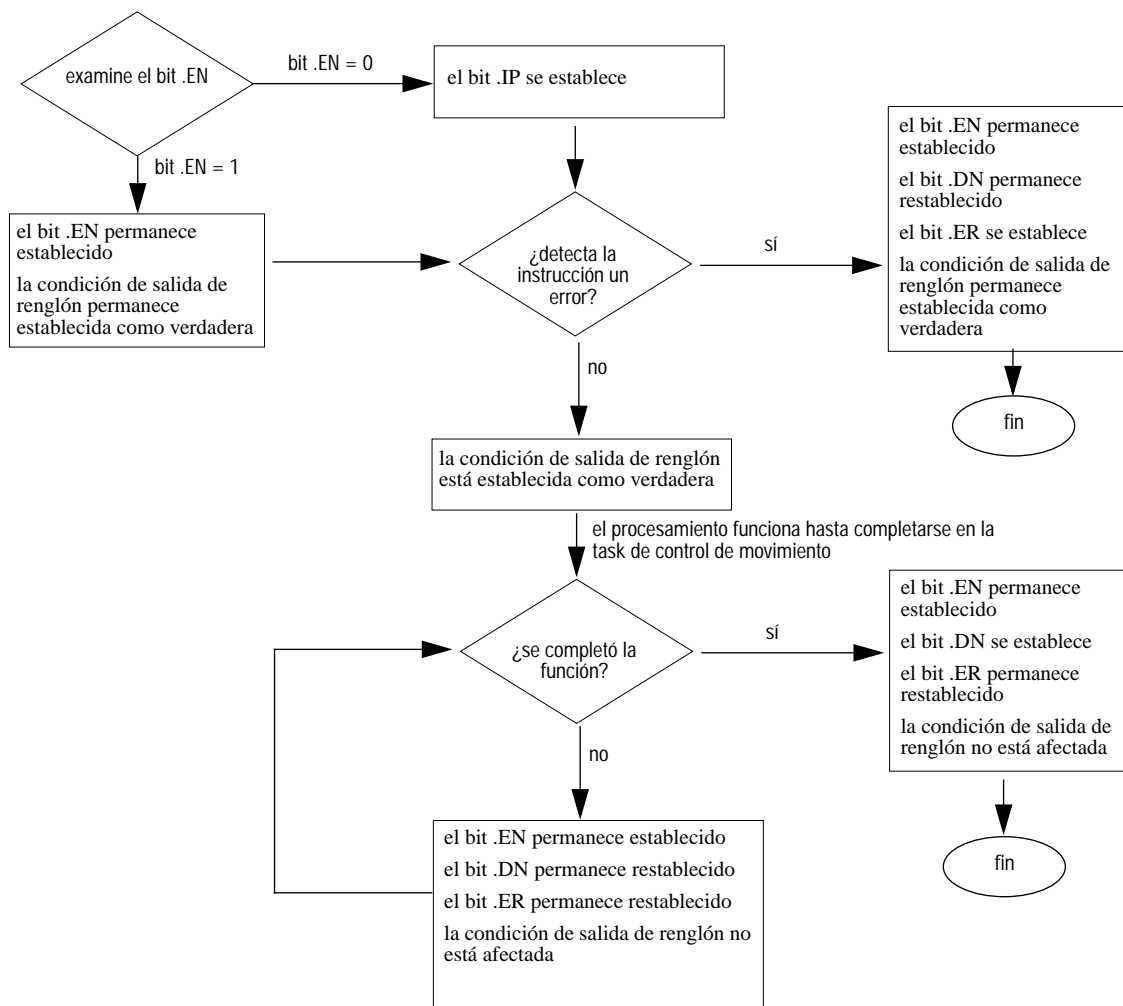 examine el bit .EN
bit .EN = 0
el bit .IP se establece
bit .EN = 1
el bit .EN permanece
establecido
la condición de salida de
renglón permanece
establecida como verdadera
¿detecta la
instrucción un
error?
sí
el bit .EN permanece
establecido
el bit .DN permanece
restablecido
el bit .ER se establece
la condición de salida de
renglón permanece
establecida como
verdadera
fin
no
la condición de salida de renglón
está establecida como verdadera
el procesamiento funciona hasta completarse en la
task de control de movimiento
¿se completó la
función?
sí
el bit .EN permanece
establecido
el bit .DN se establece
el bit .ER permanece
restablecido
la condición de salida de
renglón no está afectada
fin
no
el bit .EN permanece establecido
el bit .DN permanece restablecido
el bit .ER permanece restablecido
la condición de salida de renglón no
está afectada